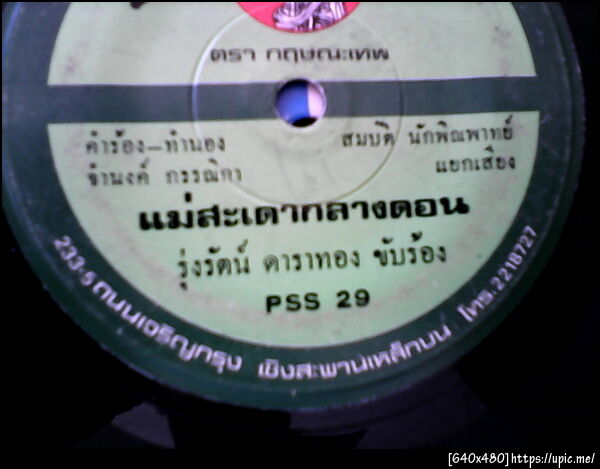 ตรา กฤษณะเทพ
คำร้อง-ทำนอง
จำนงค์ กรรณิกา
สมบติ นักพิณพาทย์
แยกเสียง
แม่สะเดากลางดอน
รุ่งรัตน์ ดาราทอง ขับร้อง
PSS 29
233-5 ถนนเจริญกรุง เชิงสะพานเหล็กบน โทร. 2218727
[640x480]https://upic.me/